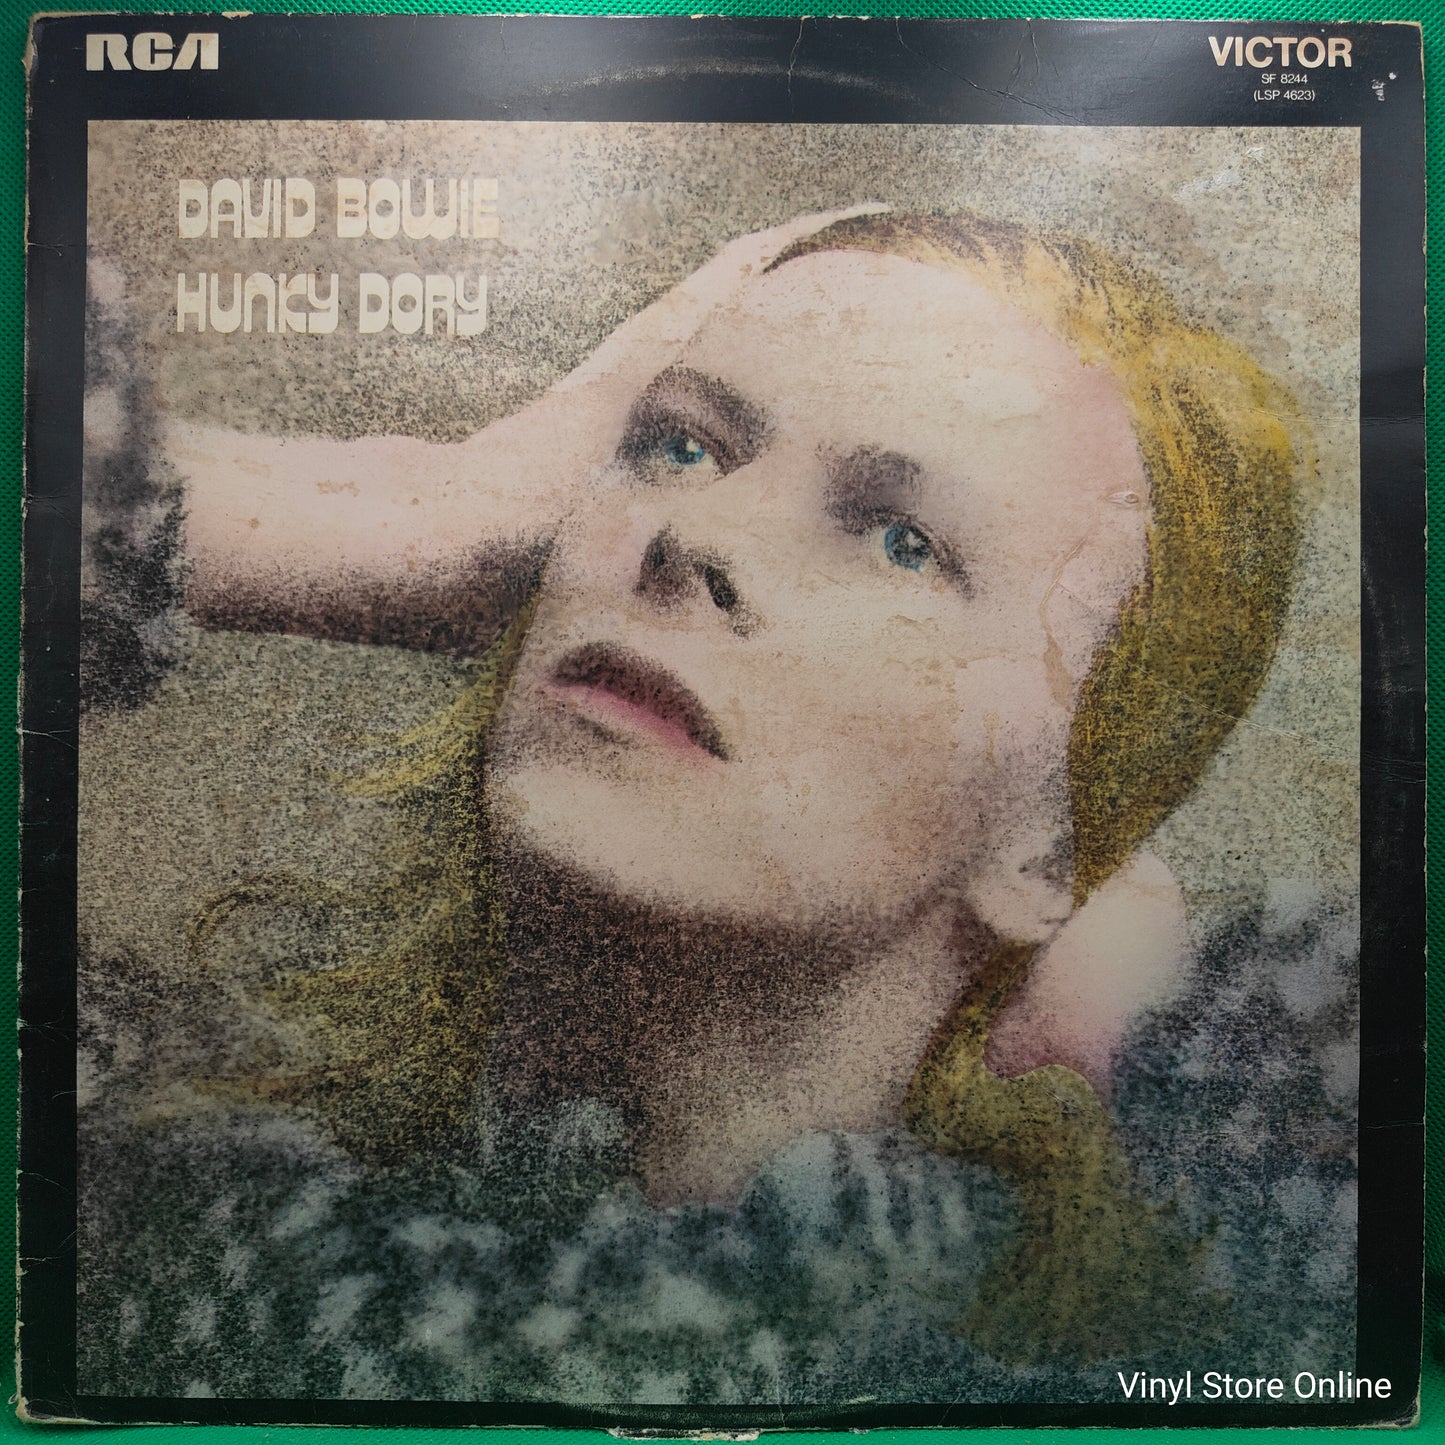 RCA
VICTOR
SF 8244
(LSP 4623)
DAVID BOWIE
HUNKY DORY
Vinyl Store Online